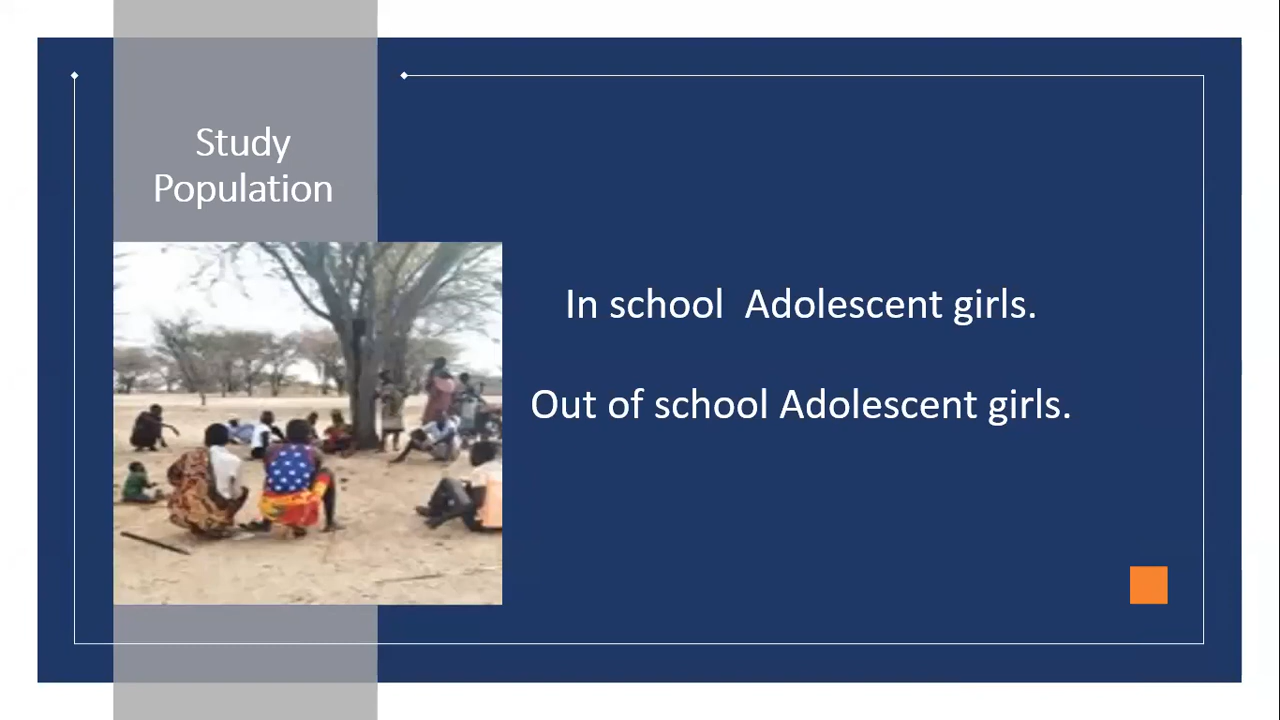 Study
Population
In school  Adolescent girls.
Out of school Adolescent girls.